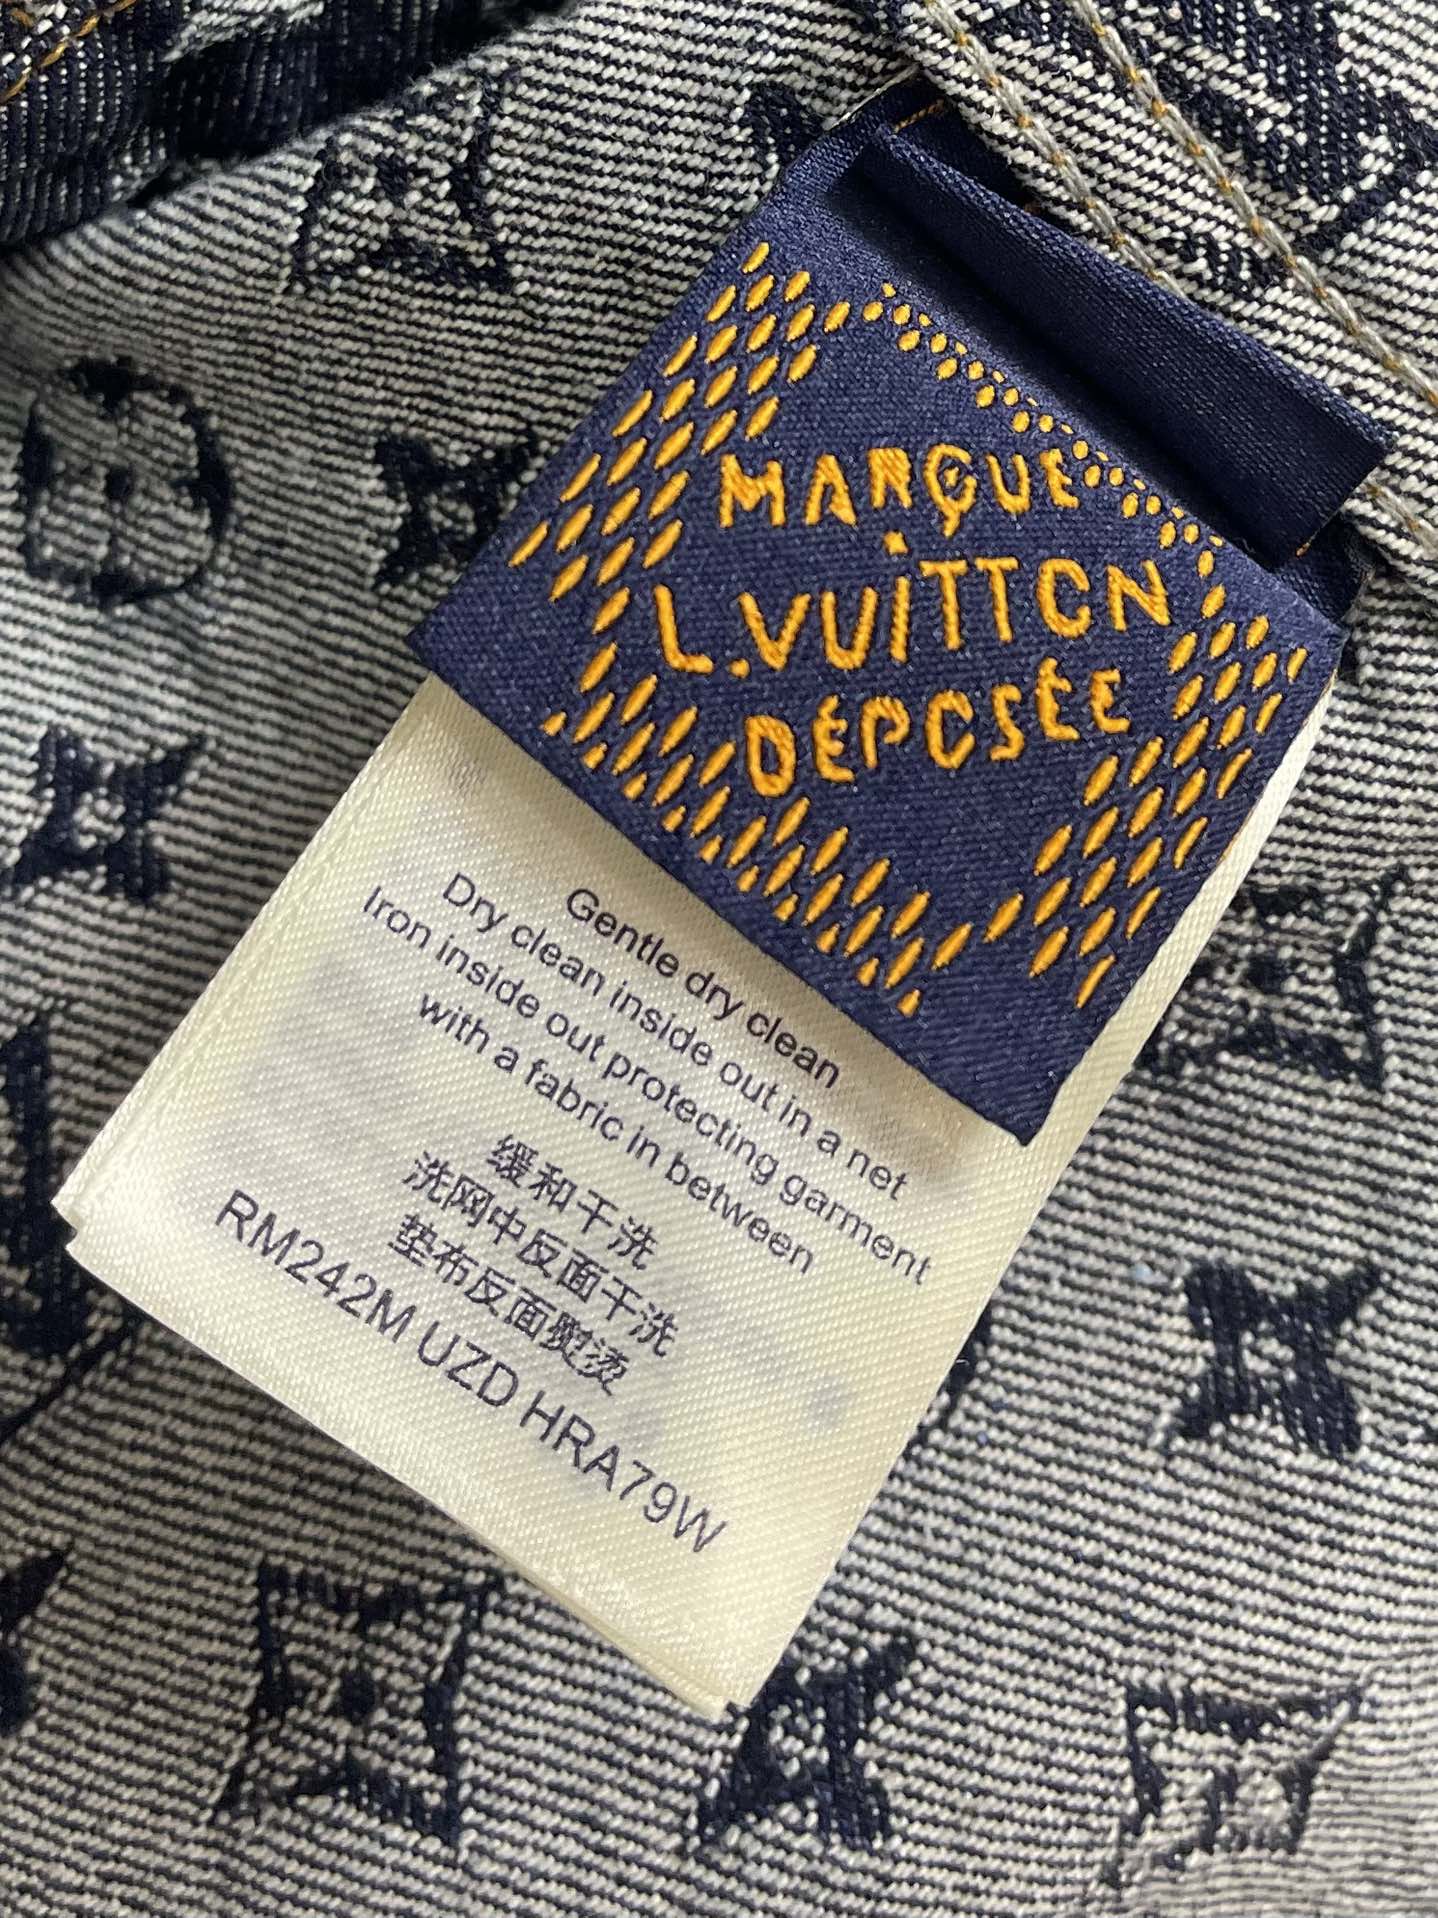 MARQUE
L.VUITTON
DÉPOSÉE
Gentle dry clean
Dry clean inside out in a net
Iron inside out protecting garment
with a fabric in between
缓和干洗
洗网中反面干洗
垫布反面熨烫
RM242M UZD HRA79W